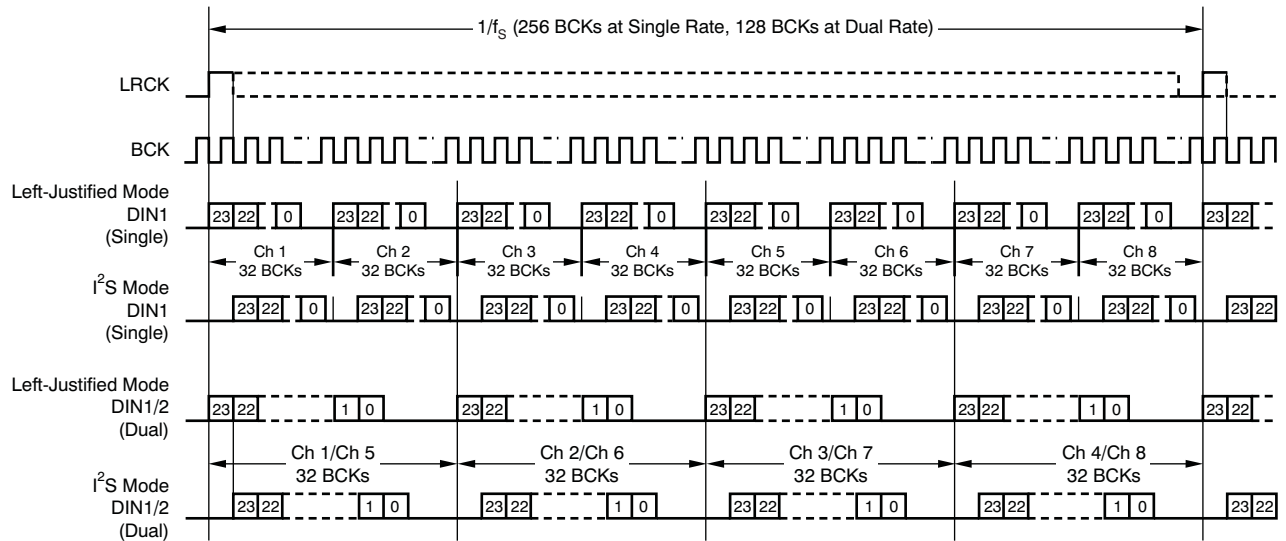 1/fS (256 BCKs at Single Rate, 128 BCKs at Dual Rate)
LRCK
BCK
Left-Justified Mode
DIN1
(Single)
23 22 0 23 22 0 23 22 0 23 22 0 23 22 0 23 22 0 23 22 0 23 22 0 23 22
Ch 1 Ch 2 Ch 3 Ch 4 Ch 5 Ch 6 Ch 7 Ch 8
32 BCKs 32 BCKs 32 BCKs 32 BCKs 32 BCKs 32 BCKs 32 BCKs 32 BCKs
I²S Mode
DIN1
(Single)
23 22 0 23 22 0 23 22 0 23 22 0 23 22 0 23 22 0 23 22 0 23 22 0 23 22
Left-Justified Mode
DIN1/2
(Dual)
23 22 1 0 23 22 1 0 23 22 1 0 23 22 1 0 23 22
Ch 1/Ch 5 Ch 2/Ch 6 Ch 3/Ch 7 Ch 4/Ch 8
32 BCKs 32 BCKs 32 BCKs 32 BCKs
I²S Mode
DIN1/2
(Dual)
23 22 1 0 23 22 1 0 23 22 1 0 23 22 1 0 23 22